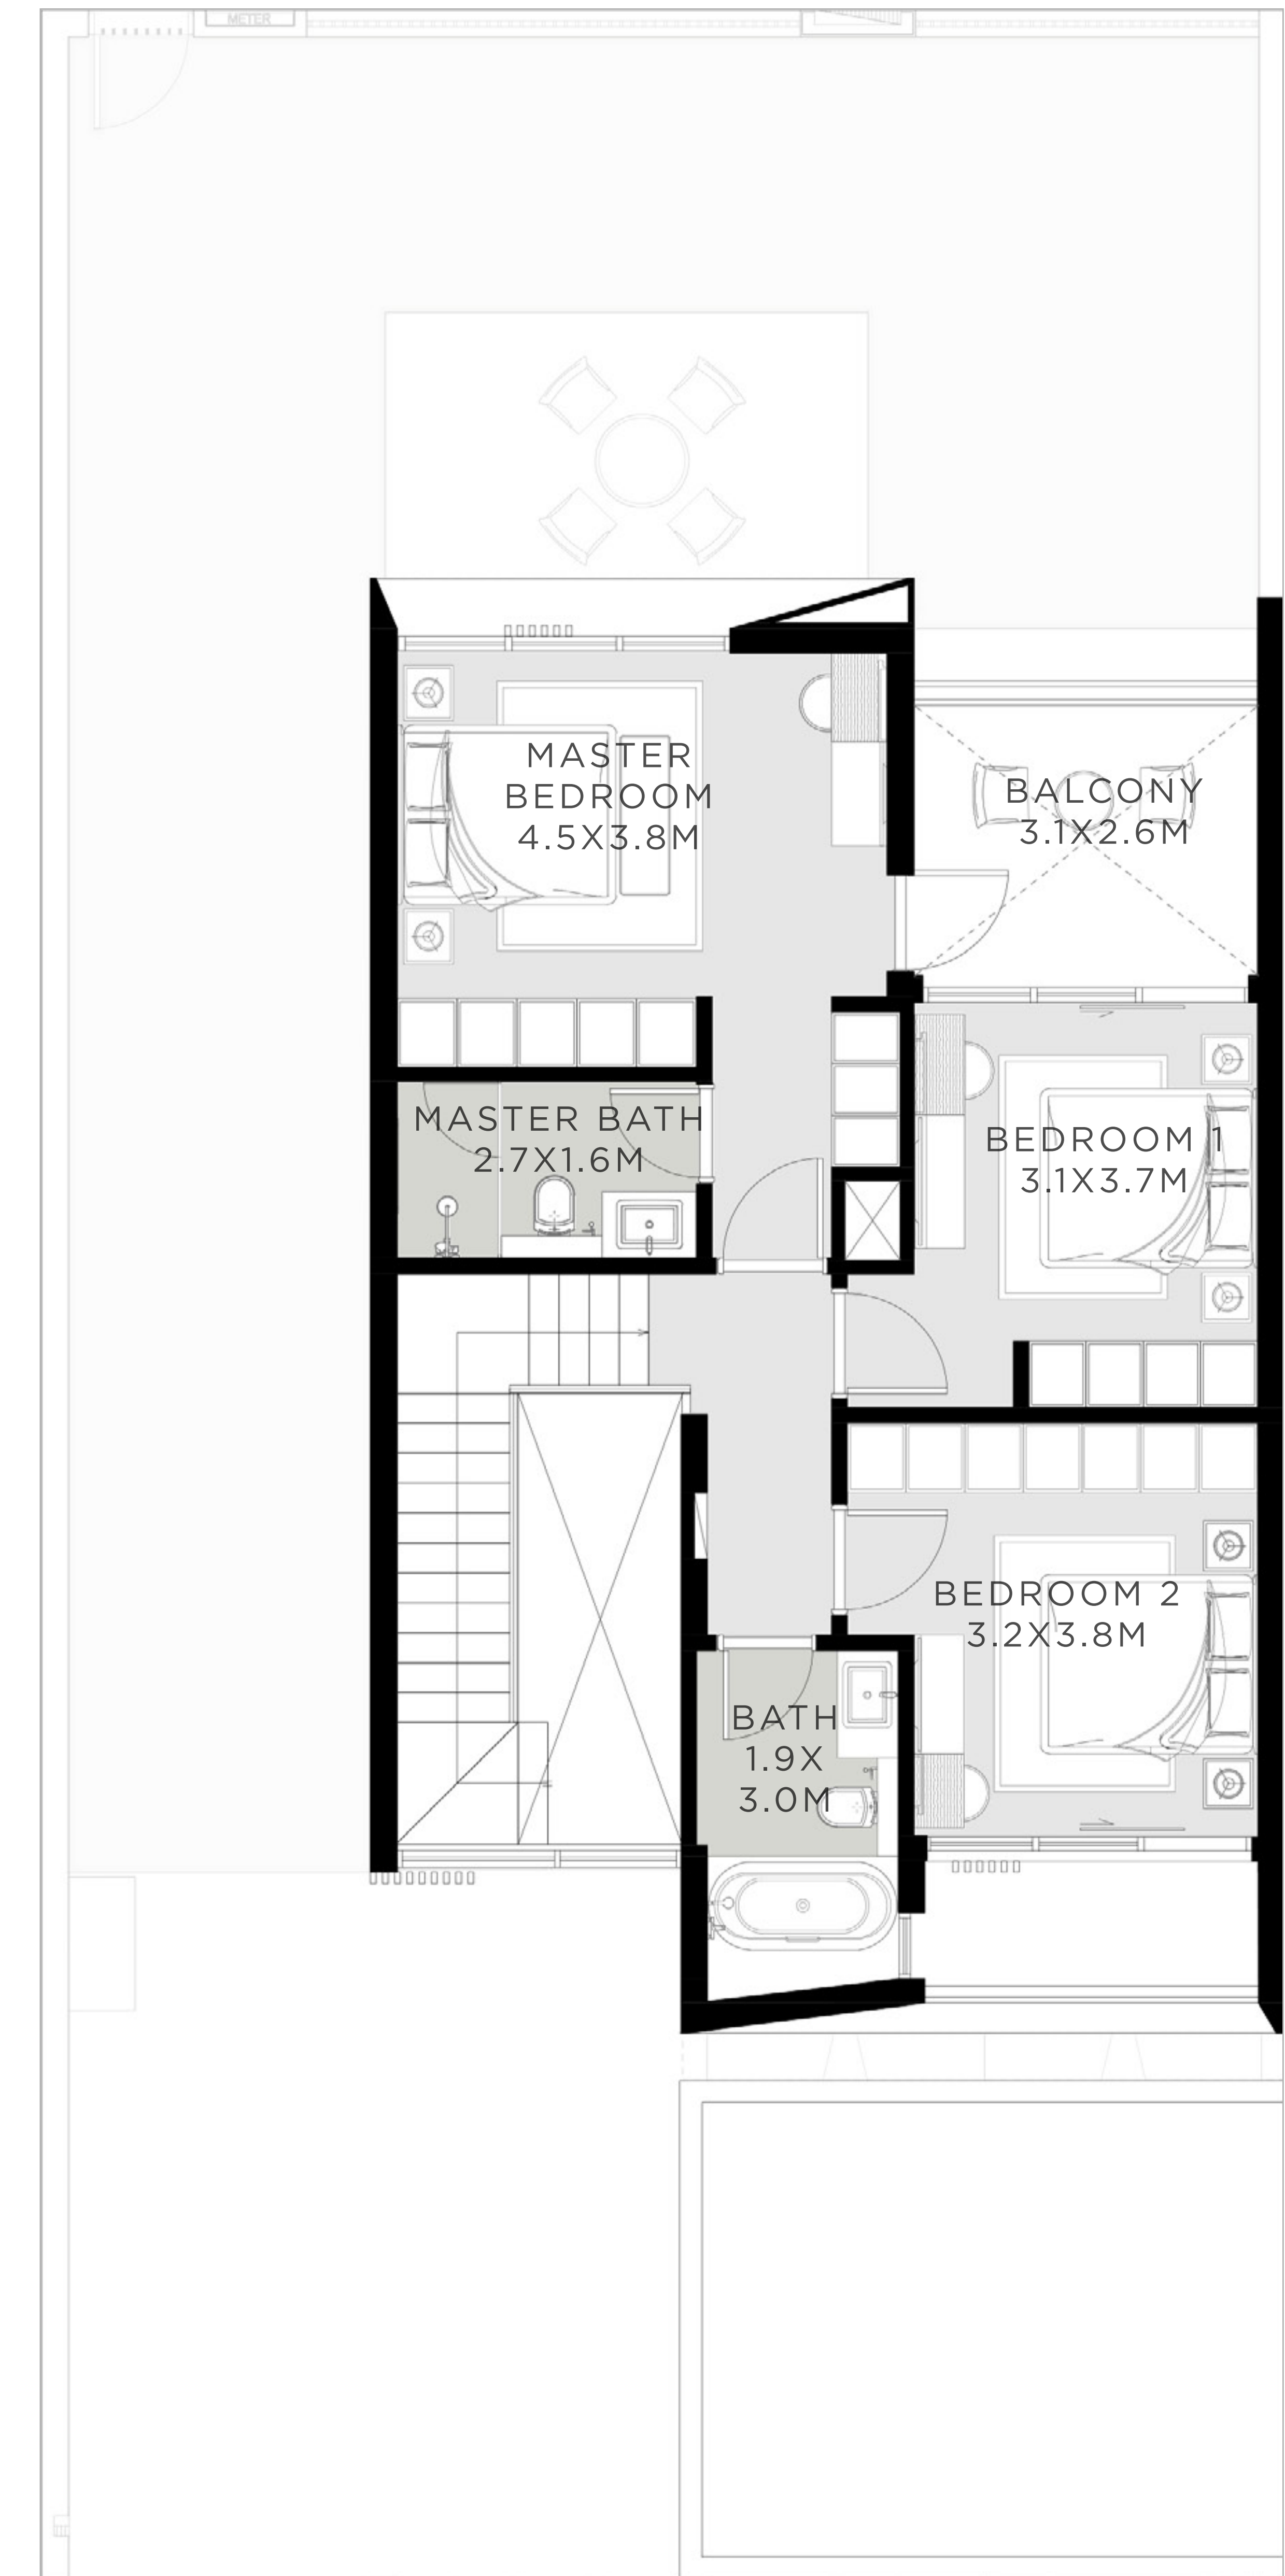 METER
MASTER
BEDROOM
4.5X3.8M
BALCONY
3.1X2.6M
MASTER BATH
2.7X1.6M
BEDROOM 1
3.1X3.7M
BEDROOM 2
3.2X3.8M
BATH
1.9X
3.0M